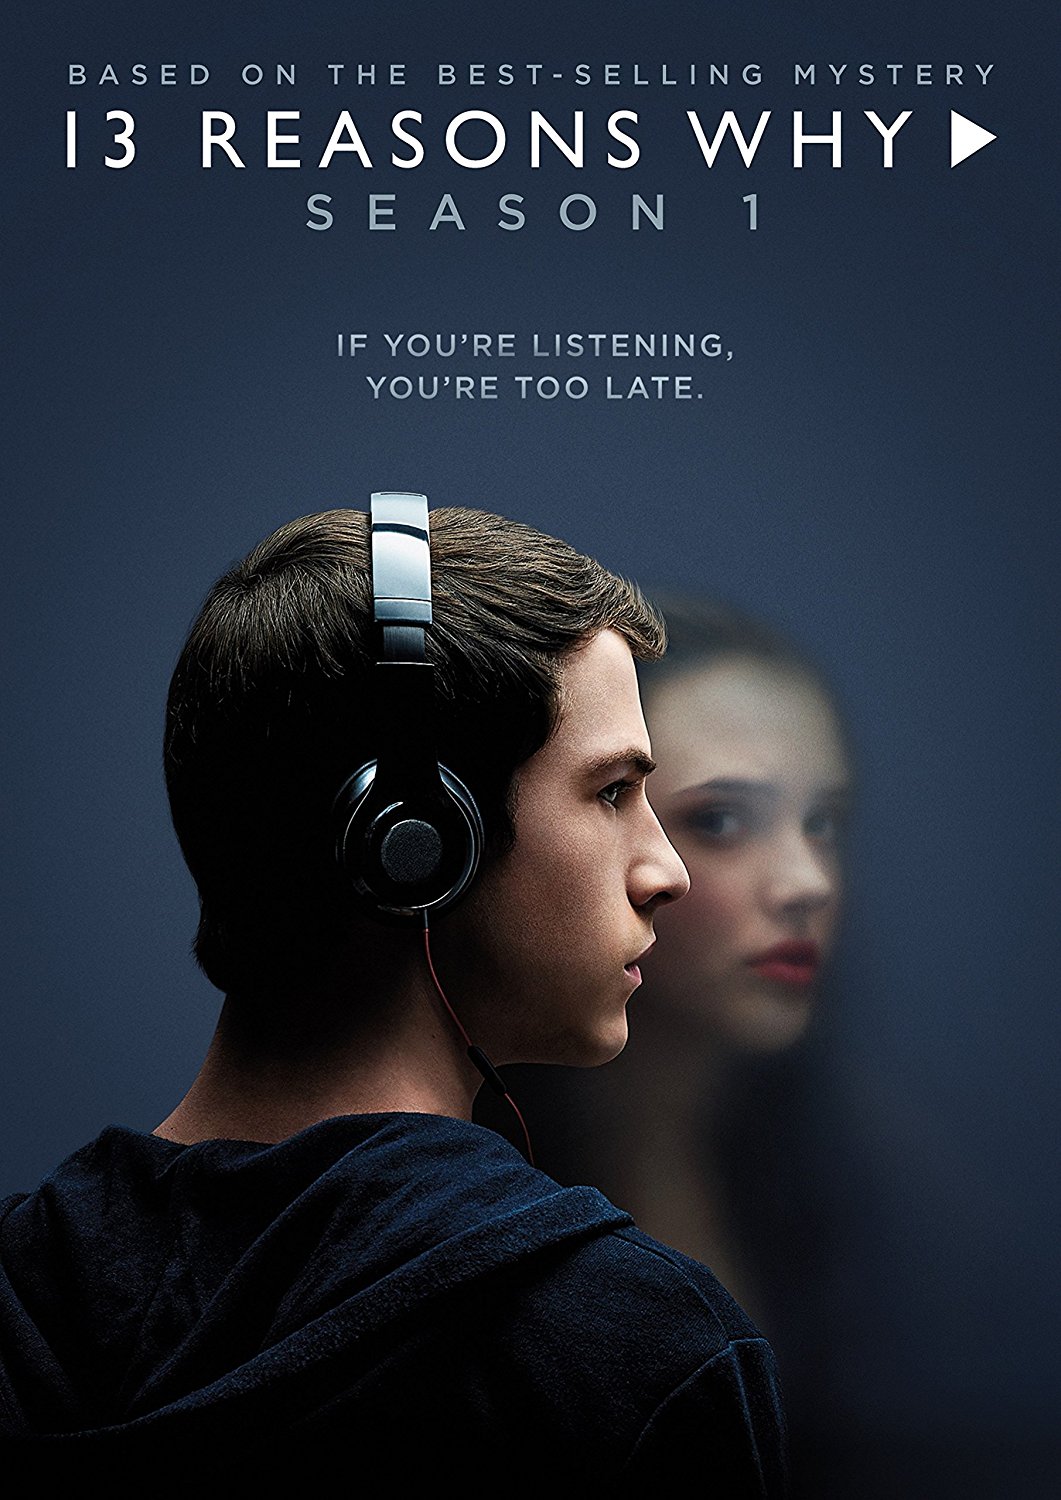 BASED ON THE BEST-SELLING MYSTERY
13 REASONS WHY
SEASON 1
IF YOU'RE LISTENING,
YOU'RE TOO LATE.